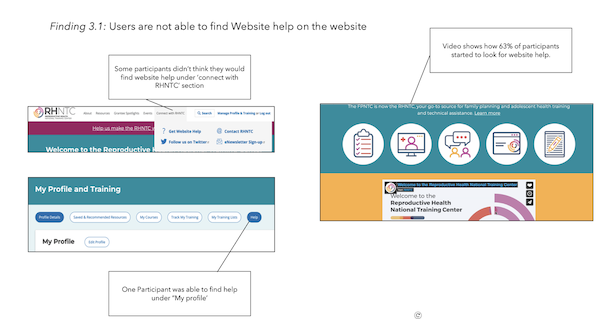 Finding 3.1: Users are not able to find Website help on the website
Some participants didn't think they would
find website help under 'connect with
RHNTC' section
Video shows how 63% of participants
started to look for website help.
RHNTC
About Resources Grantee Spotlights Events Connect with RHNTC Search Manage Profile & Training or Log out
Help us make the RHNTC
Get Website Help
Contact RHNTC
Follow us on Twitter
eNewsletter Sign-up
Welcome to the Reproductive
My Profile and Training
Profile Details
Saved & Recommended Resources
My Courses
Track My Training
My Training Lists
Help
My Profile
Edit Profile
One Participant was able to find help
under "My profile'
The FPNTC is now the RHNTC, your go-to source for family planning and adolescent health training
and technical assistance. Learn more
Welcome to the Reproductive Health National Training Center
Welcome to the
Reproductive Health
National Training Center